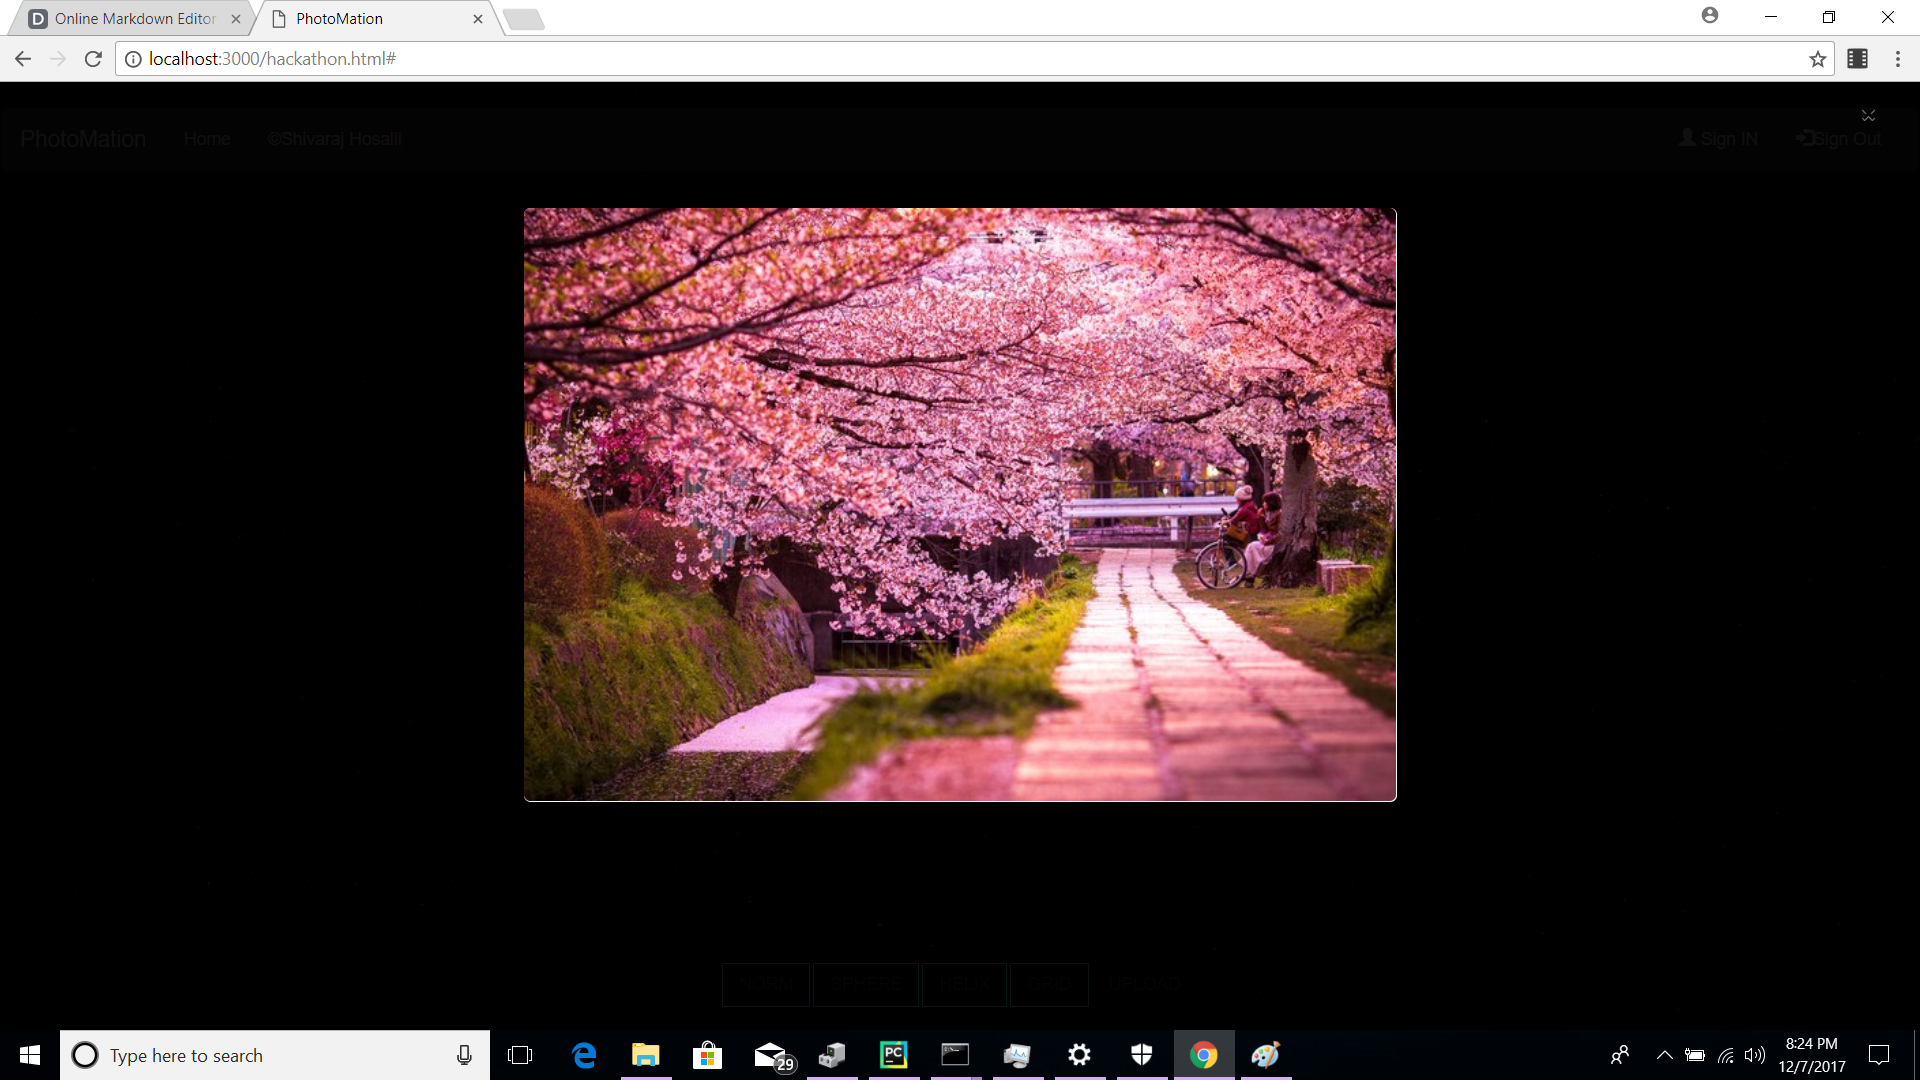 Online Markdown Editor
PhotoMation
localhost:3000/hackathon.html#
PhotoMation
Home
©Shivaraj Hosalli
Sign IN
Sign Out
NORM
SPHERE
HELIX
GRID
UPLOAD
Type here to search
29
PC
8:24 PM
12/7/2017